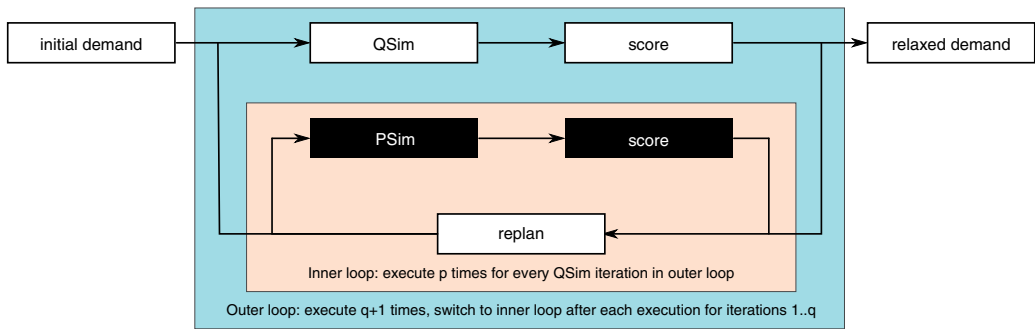 initial demand
QSim
score
relaxed demand
PSim
score
replan
Inner loop: execute p times for every QSim iteration in outer loop
Outer loop: execute q+1 times, switch to inner loop after each execution for iterations 1..q